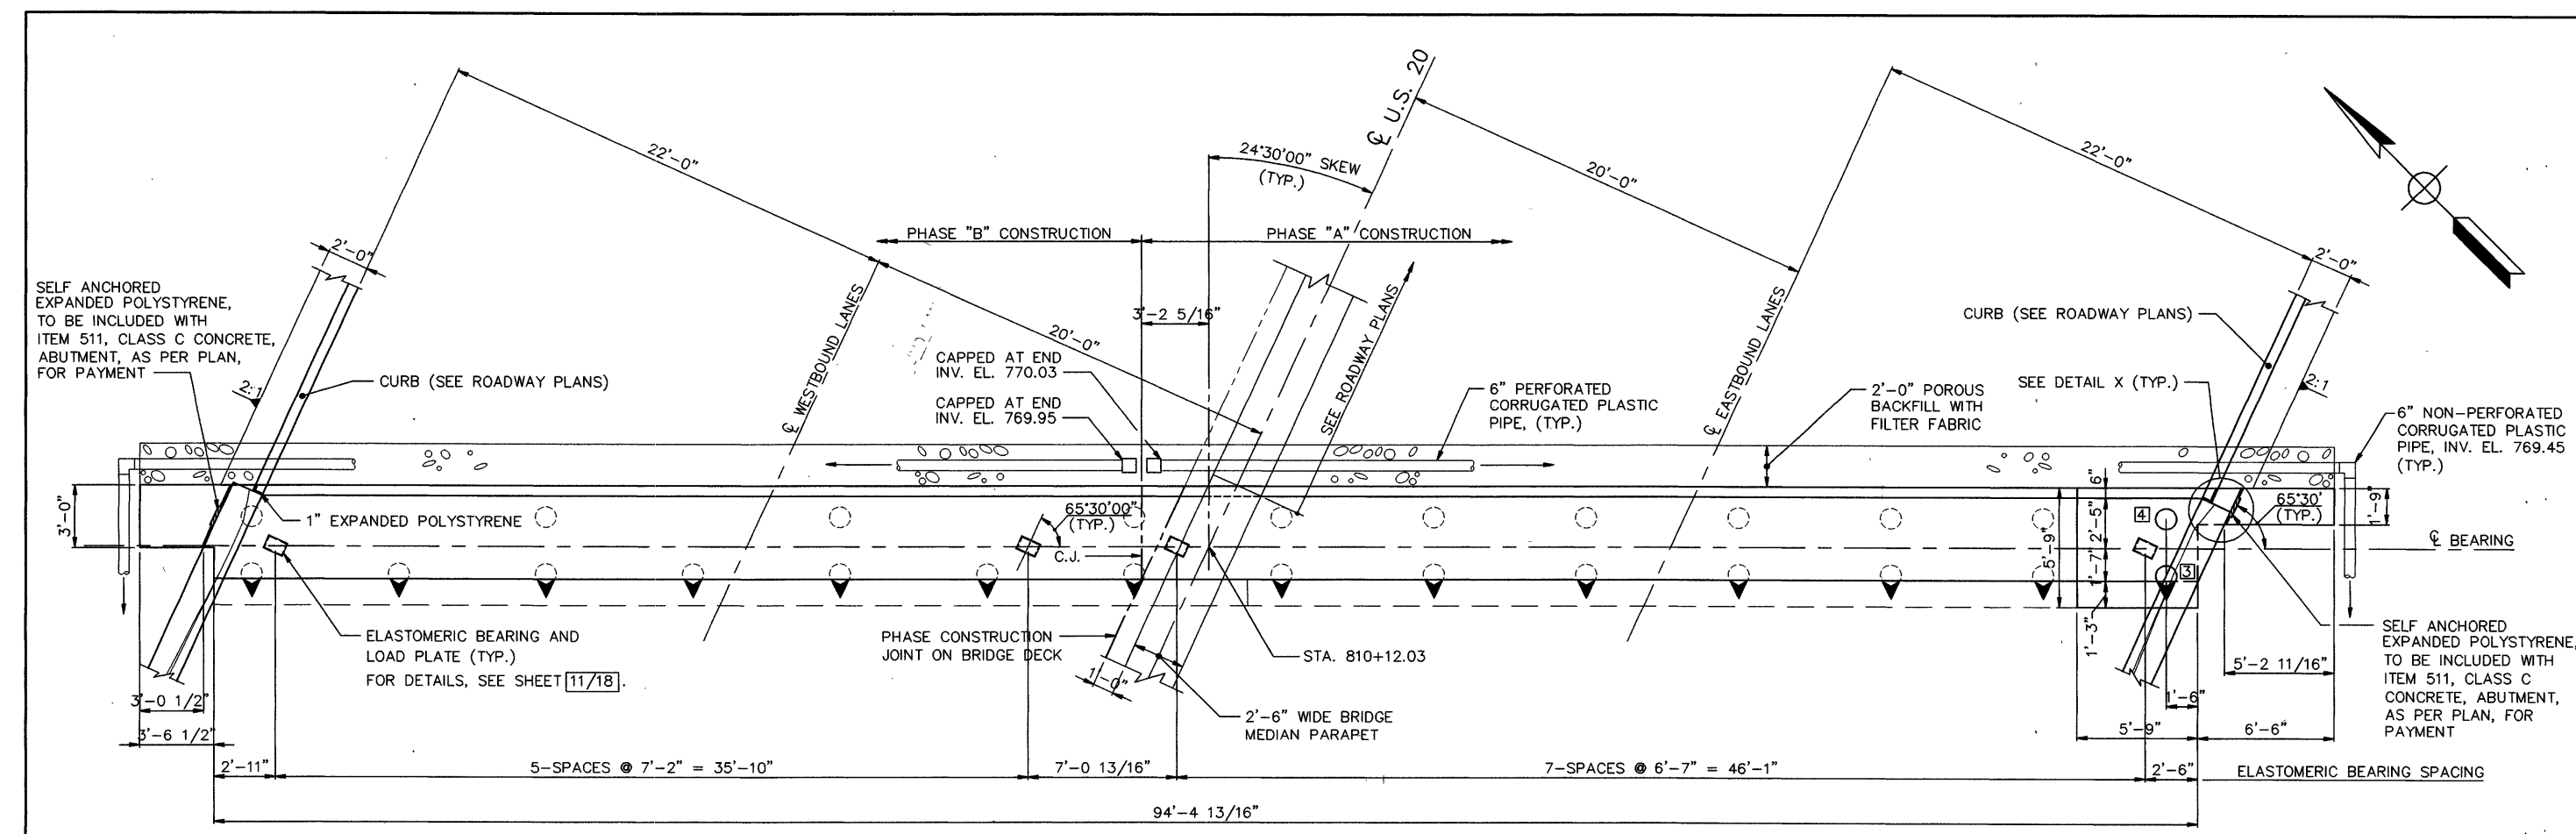 ℄ U.S. 20
22'-0"
24°30'00" SKEW
(TYP.)
20'-0"
22'-0"
2'-0"
PHASE "B" CONSTRUCTION
PHASE "A" CONSTRUCTION
2'-0"
SELF ANCHORED
EXPANDED POLYSTYRENE,
TO BE INCLUDED WITH
ITEM 511, CLASS C CONCRETE,
ABUTMENT, AS PER PLAN,
FOR PAYMENT
2:1
CURB (SEE ROADWAY PLANS)
℄ WESTBOUND LANES
20'-0"
3'-2 5/16"
CAPPED AT END
INV. EL. 770.03
CAPPED AT END
INV. EL. 769.95
SEE ROADWAY PLANS
6" PERFORATED
CORRUGATED PLASTIC
PIPE, (TYP.)
℄ EASTBOUND LANES
2'-0" POROUS
BACKFILL WITH
FILTER FABRIC
CURB (SEE ROADWAY PLANS)
SEE DETAIL X (TYP.)
2:1
6" NON-PERFORATED
CORRUGATED PLASTIC
PIPE, INV. EL. 769.45
(TYP.)
3'-0"
1" EXPANDED POLYSTYRENE
65°30'00"
(TYP.)
C.J.
6"
2'-5"
1'-7"
5'-9"
1'-3"
4
3
65°30'
(TYP.)
1'-9"
℄ BEARING
ELASTOMERIC BEARING AND
LOAD PLATE (TYP.)
FOR DETAILS, SEE SHEET 11/18.
PHASE CONSTRUCTION
JOINT ON BRIDGE DECK
1'-0"
STA. 810+12.03
2'-6" WIDE BRIDGE
MEDIAN PARAPET
SELF ANCHORED
EXPANDED POLYSTYRENE,
TO BE INCLUDED WITH
ITEM 511, CLASS C
CONCRETE, ABUTMENT,
AS PER PLAN, FOR
PAYMENT
5'-2 11/16"
1'-6"
3'-0 1/2"
3'-6 1/2"
5'-9"
6'-6"
2'-11"
5-SPACES @ 7'-2" = 35'-10"
7'-0 13/16"
7-SPACES @ 6'-7" = 46'-1"
2'-6"
ELASTOMERIC BEARING SPACING
94'-4 13/16"